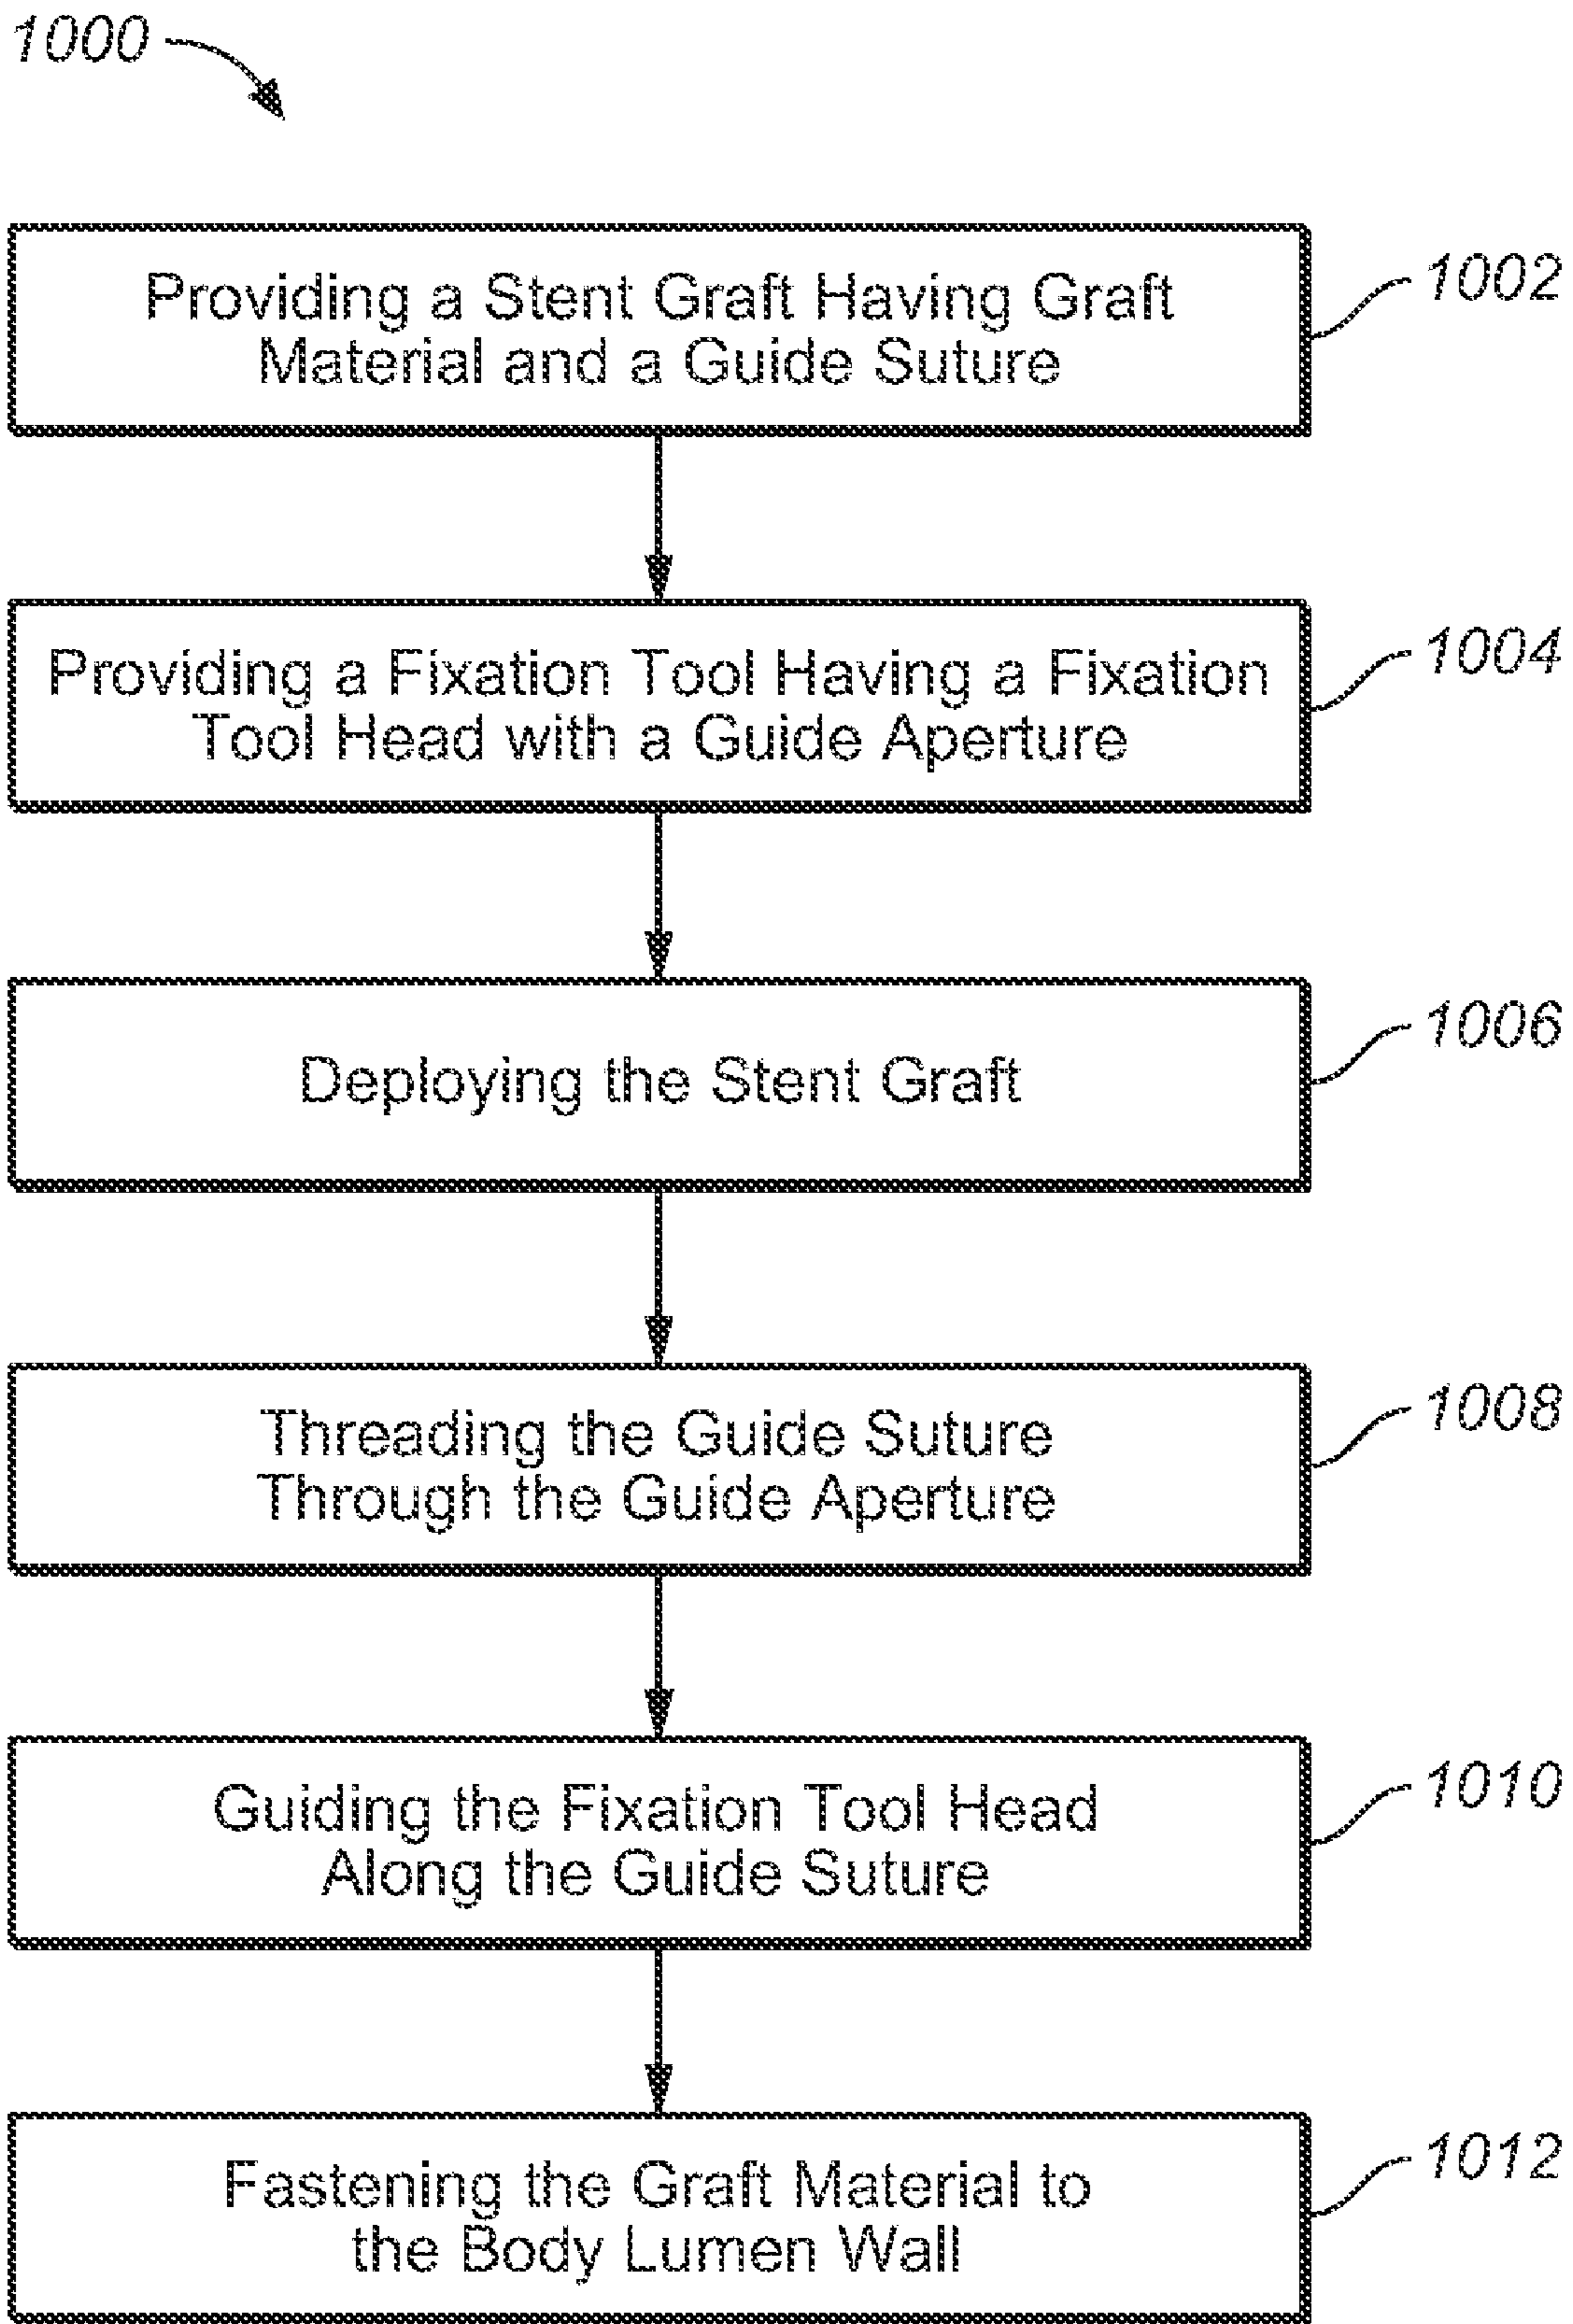 1000
Providing a Stent Graft Having Graft
Material and a Guide Suture
1002
Providing a Fixation Tool Having a Fixation
Tool Head with a Guide Aperture
1004
Deploying the Stent Graft
1006
Threading the Guide Suture
Through the Guide Aperture
1008
Guiding the Fixation Tool Head
Along the Guide Suture
1010
Fastening the Graft Material to
the Body Lumen Wall
1012